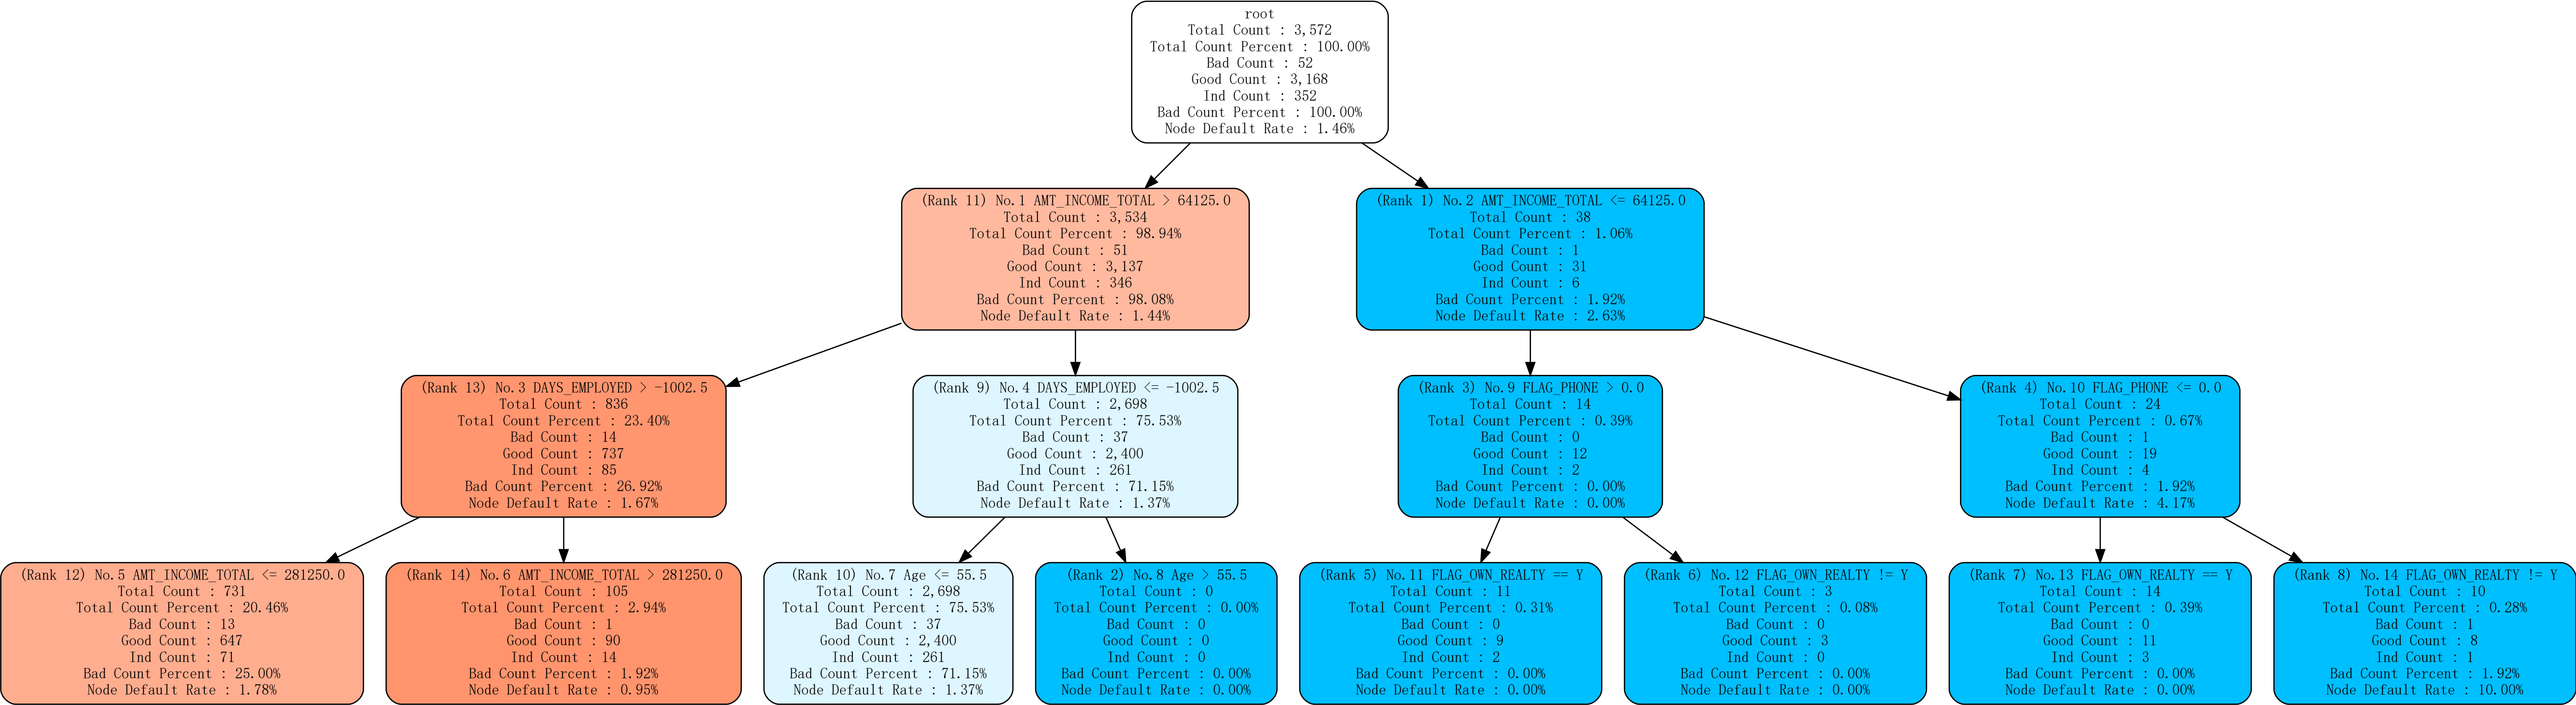 root
Total Count : 3,572
Total Count Percent : 100.00%
Bad Count : 52
Good Count : 3,168
Ind Count : 352
Bad Count Percent : 100.00%
Node Default Rate : 1.46%
(Rank 11) No.1 AMT_INCOME_TOTAL > 64125.0
Total Count : 3,534
Total Count Percent : 98.94%
Bad Count : 51
Good Count : 3,137
Ind Count : 346
Bad Count Percent : 98.08%
Node Default Rate : 1.44%
(Rank 1) No.2 AMT_INCOME_TOTAL <= 64125.0
Total Count : 38
Total Count Percent : 1.06%
Bad Count : 1
Good Count : 31
Ind Count : 6
Bad Count Percent : 1.92%
Node Default Rate : 2.63%
(Rank 13) No.3 DAYS_EMPLOYED > -1002.5
Total Count : 836
Total Count Percent : 23.40%
Bad Count : 14
Good Count : 737
Ind Count : 85
Bad Count Percent : 26.92%
Node Default Rate : 1.67%
(Rank 9) No.4 DAYS_EMPLOYED <= -1002.5
Total Count : 2,698
Total Count Percent : 75.53%
Bad Count : 37
Good Count : 2,400
Ind Count : 261
Bad Count Percent : 71.15%
Node Default Rate : 1.37%
(Rank 3) No.9 FLAG_PHONE > 0.0
Total Count : 14
Total Count Percent : 0.39%
Bad Count : 0
Good Count : 12
Ind Count : 2
Bad Count Percent : 0.00%
Node Default Rate : 0.00%
(Rank 4) No.10 FLAG_PHONE <= 0.0
Total Count : 24
Total Count Percent : 0.67%
Bad Count : 1
Good Count : 19
Ind Count : 4
Bad Count Percent : 1.92%
Node Default Rate : 4.17%
(Rank 12) No.5 AMT_INCOME_TOTAL <= 281250.0
Total Count : 731
Total Count Percent : 20.46%
Bad Count : 13
Good Count : 647
Ind Count : 71
Bad Count Percent : 25.00%
Node Default Rate : 1.78%
(Rank 14) No.6 AMT_INCOME_TOTAL > 281250.0
Total Count : 105
Total Count Percent : 2.94%
Bad Count : 1
Good Count : 90
Ind Count : 14
Bad Count Percent : 1.92%
Node Default Rate : 0.95%
(Rank 10) No.7 Age <= 55.5
Total Count : 2,698
Total Count Percent : 75.53%
Bad Count : 37
Good Count : 2,400
Ind Count : 261
Bad Count Percent : 71.15%
Node Default Rate : 1.37%
(Rank 2) No.8 Age > 55.5
Total Count : 0
Total Count Percent : 0.00%
Bad Count : 0
Good Count : 0
Ind Count : 0
Bad Count Percent : 0.00%
Node Default Rate : 0.00%
(Rank 5) No.11 FLAG_OWN_REALTY == Y
Total Count : 11
Total Count Percent : 0.31%
Bad Count : 0
Good Count : 9
Ind Count : 2
Bad Count Percent : 0.00%
Node Default Rate : 0.00%
(Rank 6) No.12 FLAG_OWN_REALTY != Y
Total Count : 3
Total Count Percent : 0.08%
Bad Count : 0
Good Count : 3
Ind Count : 0
Bad Count Percent : 0.00%
Node Default Rate : 0.00%
(Rank 7) No.13 FLAG_OWN_REALTY == Y
Total Count : 14
Total Count Percent : 0.39%
Bad Count : 0
Good Count : 11
Ind Count : 3
Bad Count Percent : 0.00%
Node Default Rate : 0.00%
(Rank 8) No.14 FLAG_OWN_REALTY != Y
Total Count : 10
Total Count Percent : 0.28%
Bad Count : 1
Good Count : 8
Ind Count : 1
Bad Count Percent : 1.92%
Node Default Rate : 10.00%